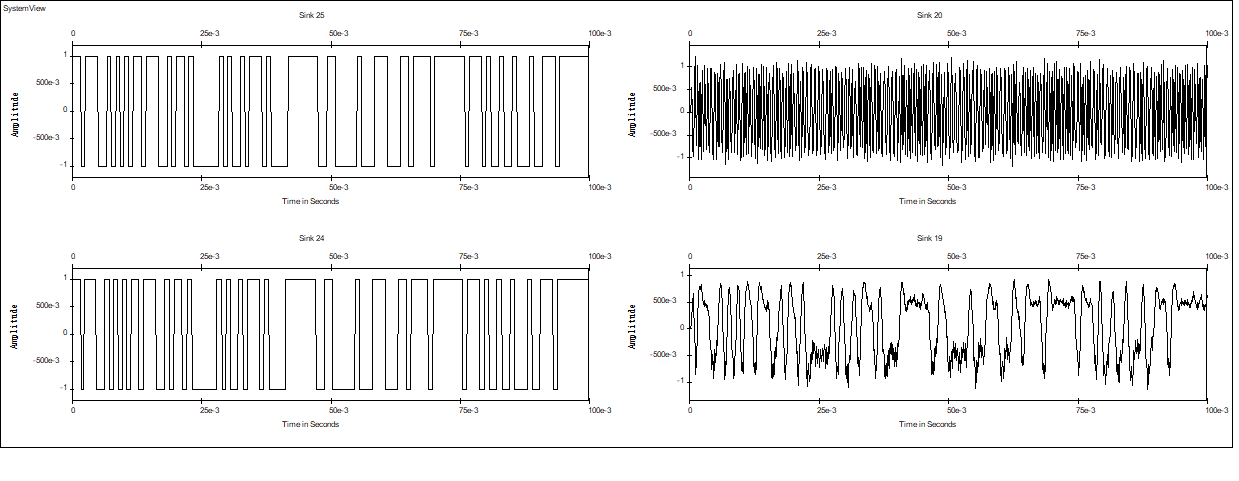 SystemView
Sink 25
0 25e-3 50e-3 75e-3 100e-3
1
500e-3
0
-500e-3
-1
Amplitude
0 25e-3 50e-3 75e-3 100e-3
Time in Seconds
Sink 20
0 25e-3 50e-3 75e-3 100e-3
1
500e-3
0
-500e-3
-1
Amplitude
0 25e-3 50e-3 75e-3 100e-3
Time in Seconds
Sink 24
0 25e-3 50e-3 75e-3 100e-3
1
500e-3
0
-500e-3
-1
Amplitude
0 25e-3 50e-3 75e-3 100e-3
Time in Seconds
Sink 19
0 25e-3 50e-3 75e-3 100e-3
1
500e-3
0
-500e-3
-1
Amplitude
0 25e-3 50e-3 75e-3 100e-3
Time in Seconds